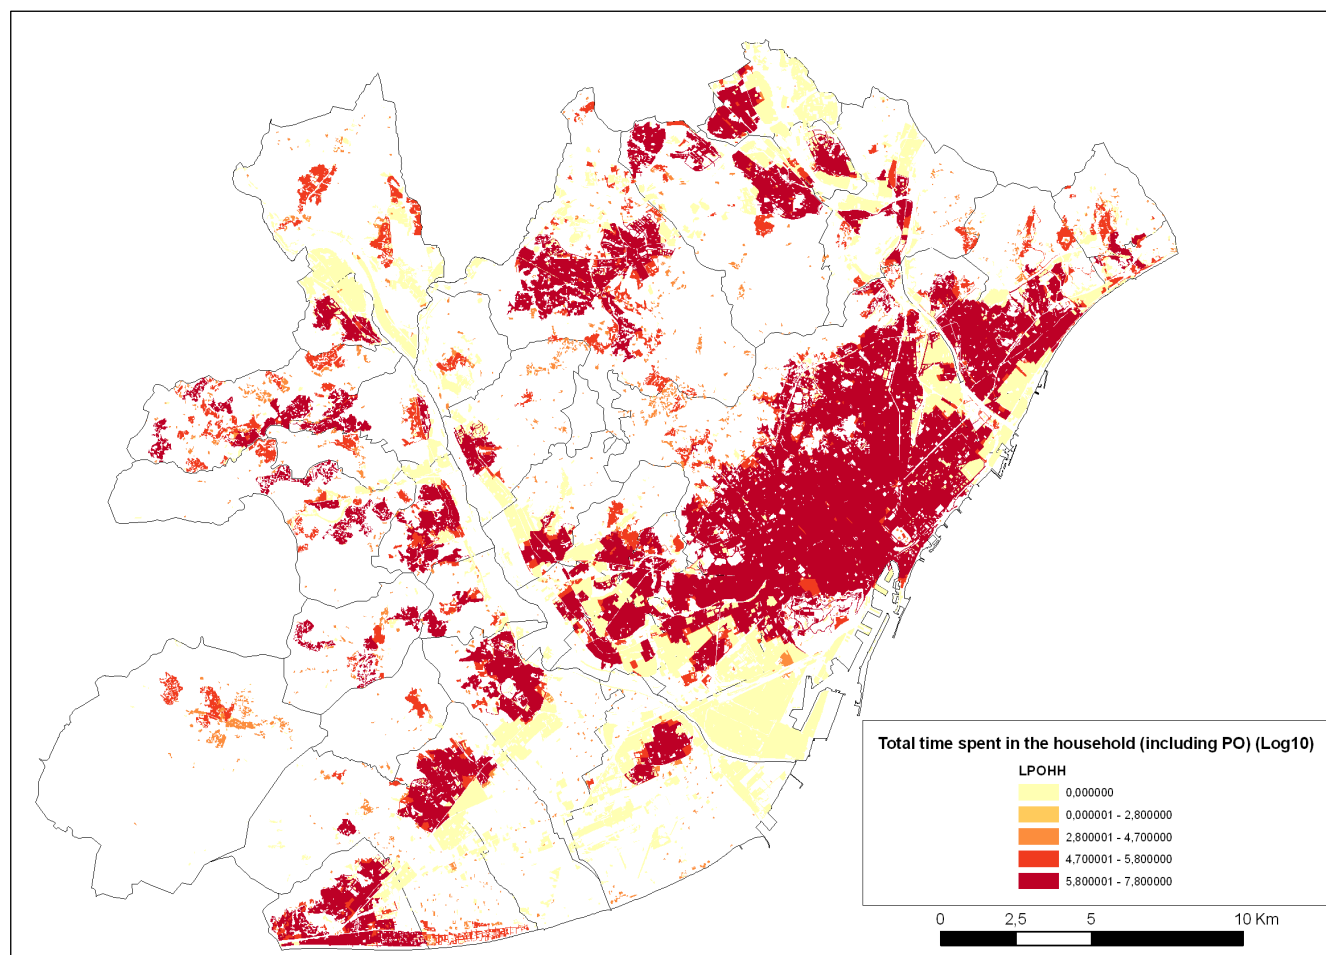 Total time spent in the household (including PO) (Log10)
LPOHH
0,000000
0,000001 - 2,800000
2,800001 - 4,700000
4,700001 - 5,800000
5,800001 - 7,800000
0 2,5 5 10 Km